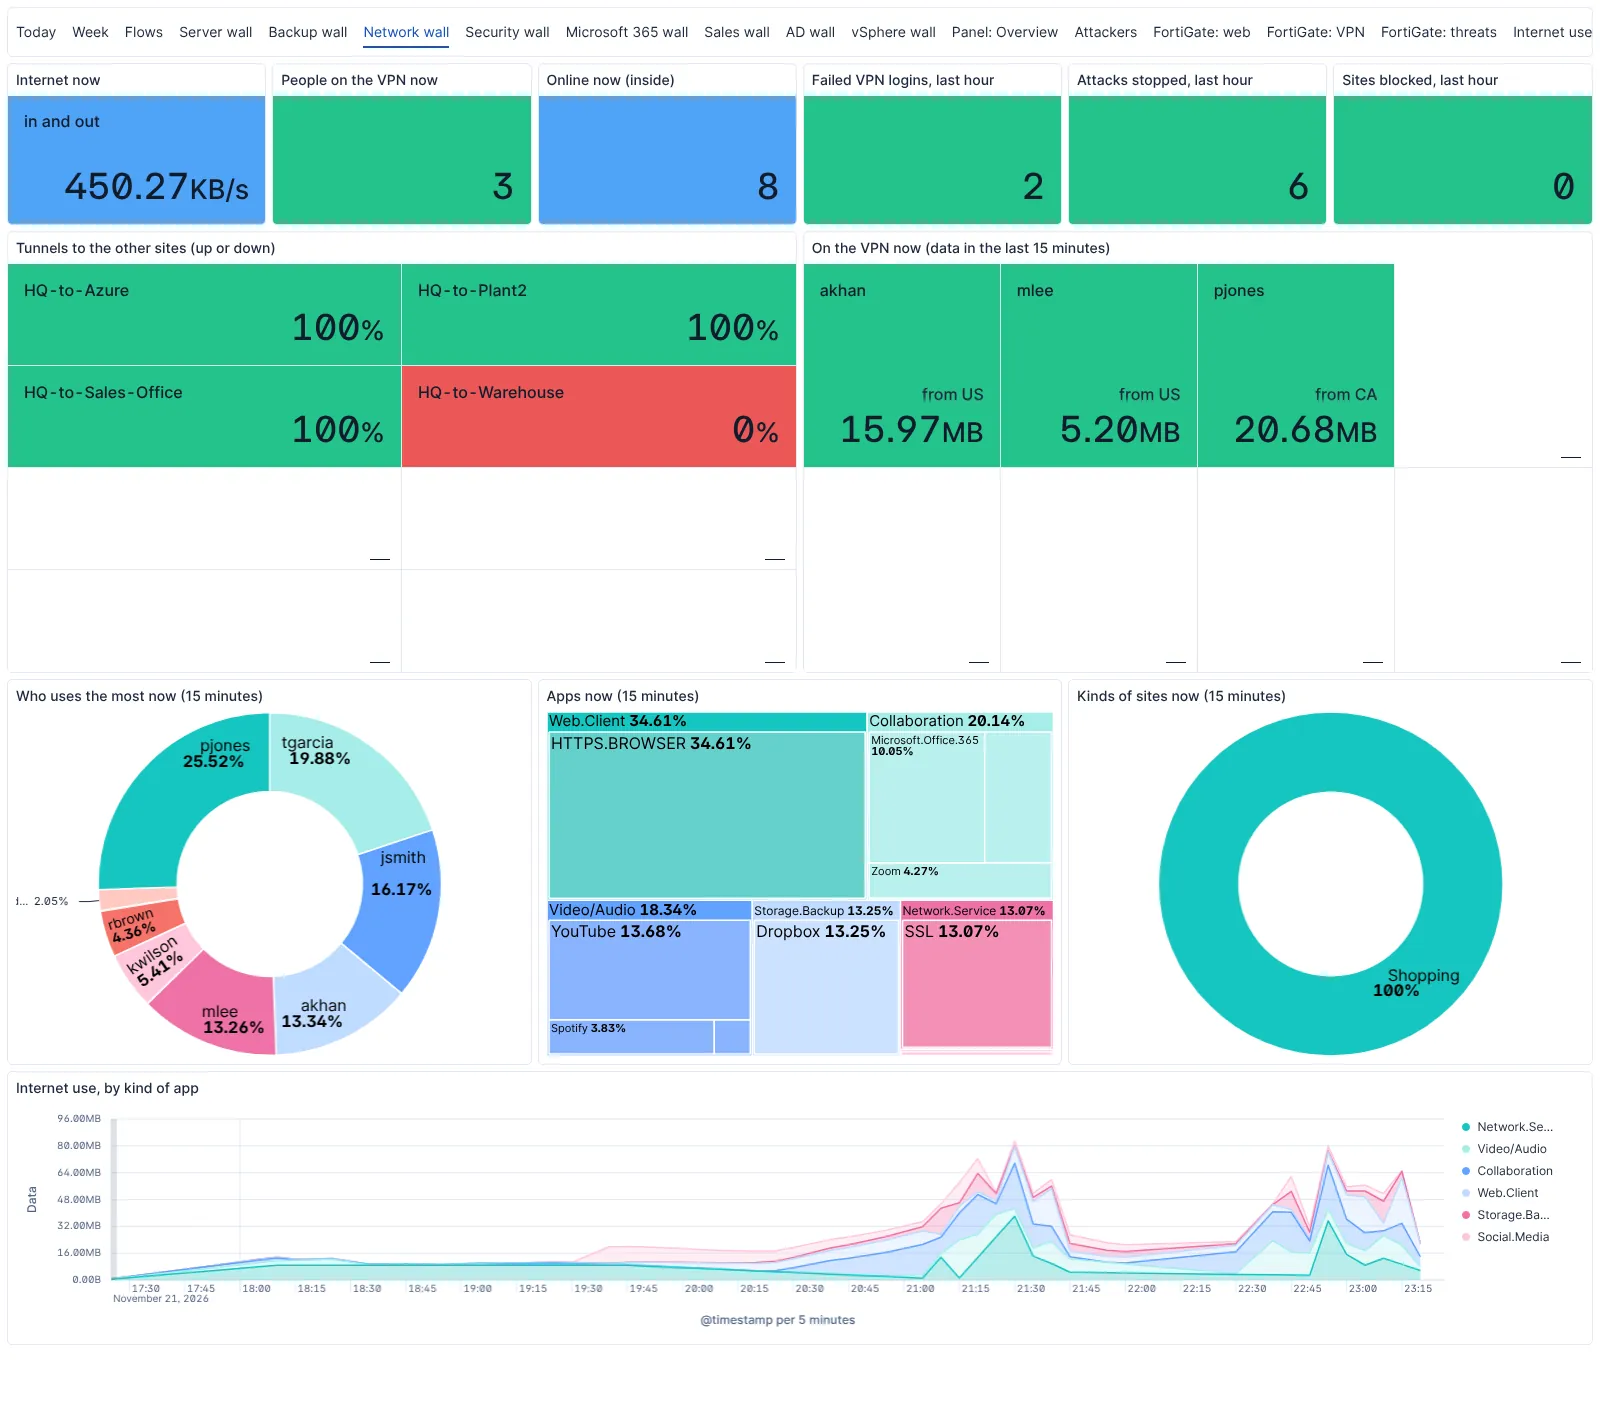 Today Week Flows Server wall Backup wall Network wall Security wall Microsoft 365 wall Sales wall AD wall vSphere wall Panel: Overview Attackers FortiGate: web FortiGate: VPN FortiGate: threats Internet use
Internet now
in and out
450.27KB/s
People on the VPN now
3
Online now (inside)
8
Failed VPN logins, last hour
2
Attacks stopped, last hour
6
Sites blocked, last hour
0
Tunnels to the other sites (up or down)
HQ-to-Azure
100%
HQ-to-Plant2
100%
HQ-to-Sales-Office
100%
HQ-to-Warehouse
0%
On the VPN now (data in the last 15 minutes)
akhan
from US
15.97MB
mlee
from US
5.20MB
pjones
from CA
20.68MB
Who uses the most now (15 minutes)
pjones
25.52%
tgarcia
19.88%
jsmith
16.17%
akhan
13.34%
mlee
13.26%
kwilson
5.41%
rbrown
4.36%
2.05%
Apps now (15 minutes)
Web.Client 34.61%
HTTPS.BROWSER 34.61%
Collaboration 20.14%
Microsoft.Office.365
10.05%
Zoom 4.27%
Video/Audio 18.34%
YouTube 13.68%
Spotify 3.83%
Storage.Backup 13.25%
Dropbox 13.25%
Network.Service 13.07%
SSL 13.07%
Kinds of sites now (15 minutes)
Shopping
100%
Internet use, by kind of app
Data
96.00MB
80.00MB
64.00MB
48.00MB
32.00MB
16.00MB
0.00B
17:30 17:45 18:00 18:15 18:30 18:45 19:00 19:15 19:30 19:45 20:00 20:15 20:30 20:45 21:00 21:15 21:30 21:45 22:00 22:15 22:30 22:45 23:00 23:15
November 21, 2026
@timestamp per 5 minutes
Network.Se...
Video/Audio
Collaboration
Web.Client
Storage.Ba...
Social.Media